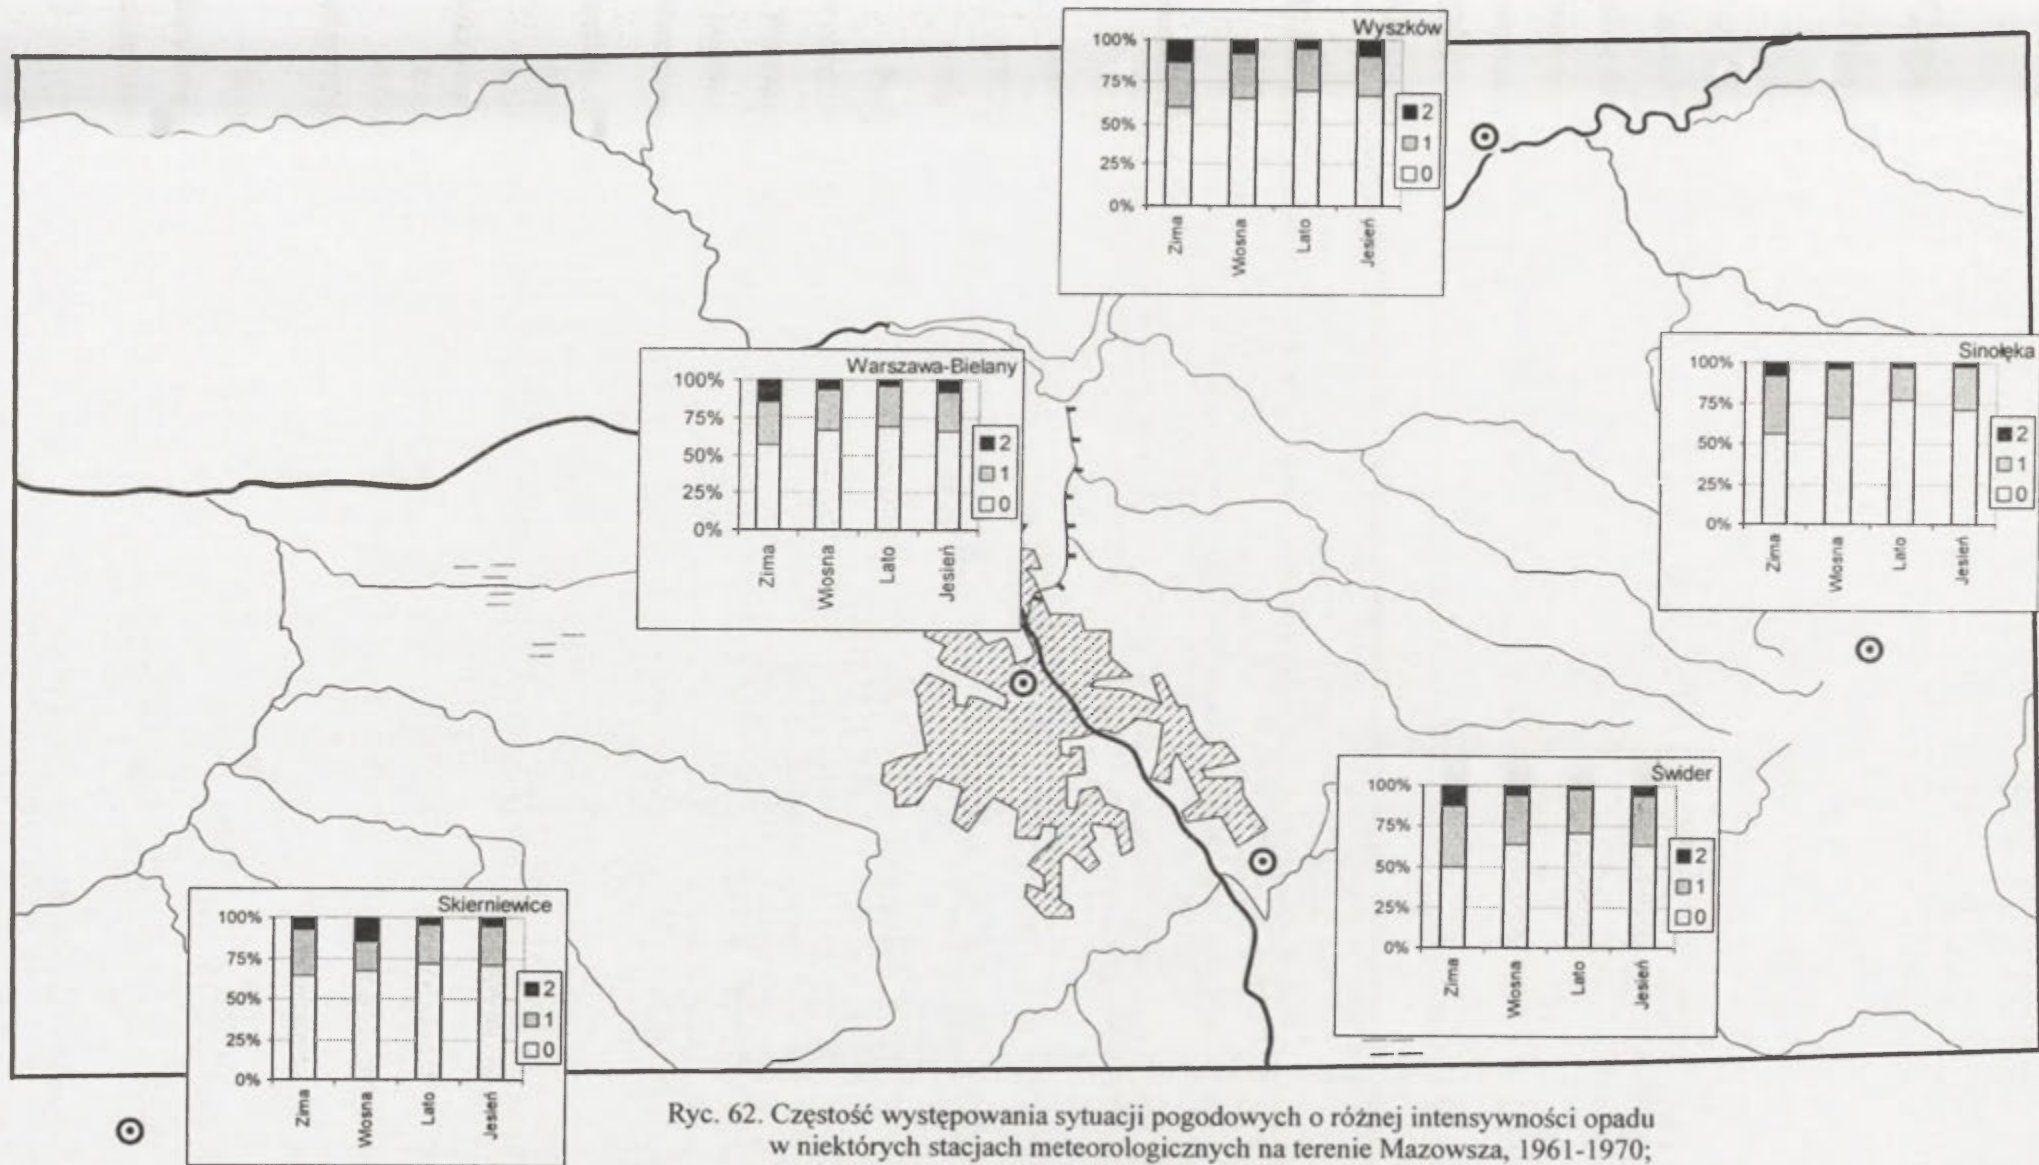 Wyszków
100%
75%
50%
25%
0%
Zima
Wiosna
Lato
Jesień
2
1
0
Warszawa-Bielany
100%
75%
50%
25%
0%
Zima
Wiosna
Lato
Jesień
2
1
0
Sinołęka
100%
75%
50%
25%
0%
Zima
Wiosna
Lato
Jesień
2
1
0
Świder
100%
75%
50%
25%
0%
Zima
Wiosna
Lato
Jesień
2
1
0
Skierniewice
100%
75%
50%
25%
0%
Zima
Wiosna
Lato
Jesień
2
1
0
Ryc. 62. Częstość występowania sytuacji pogodowych o różnej intensywności opadu
w niektórych stacjach meteorologicznych na terenie Mazowsza, 1961-1970;